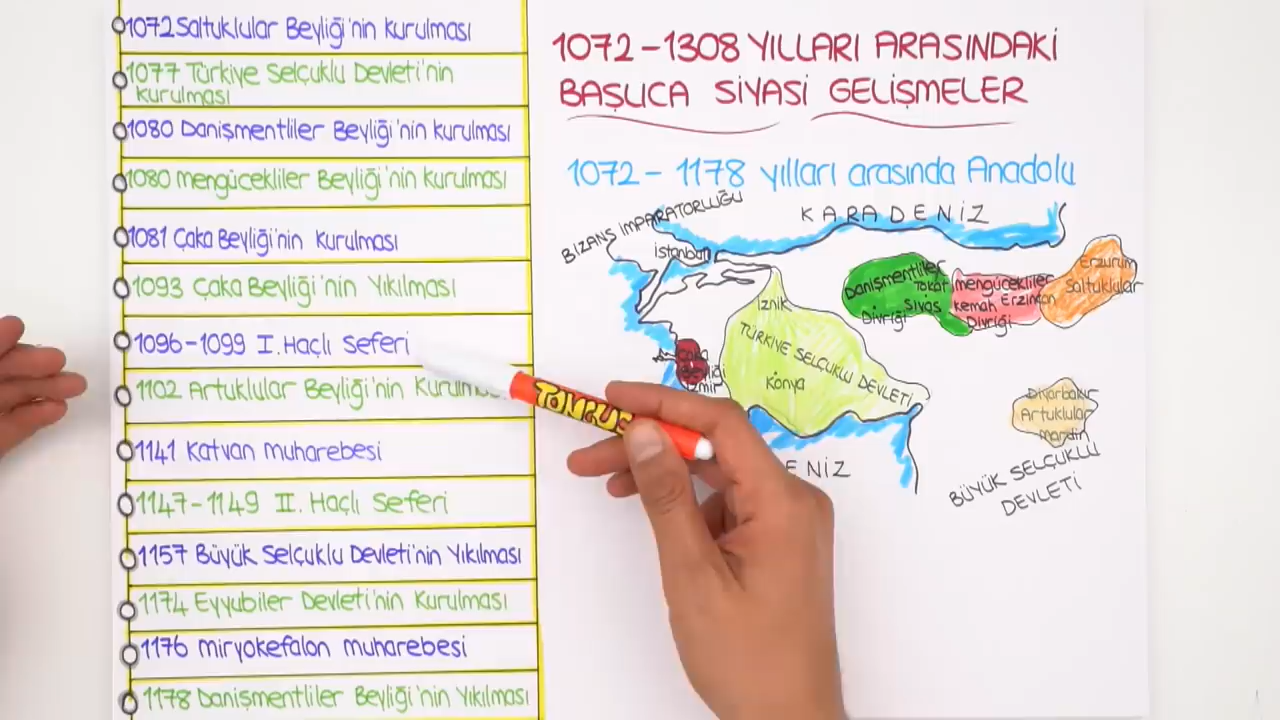 1072 Saltuklular Beyliği'nin Kurulması
1077 Türkiye Selçuklu Devleti'nin
Kurulması
1080 Danişmentliler Beyliği'nin Kurulması
1080 Mengücekliler Beyliği'nin Kurulması
1081 Çaka Beyliği'nin Kurulması
1093 Çaka Beyliği'nin Yıkılması
1096-1099 I. Haçlı Seferi
1102 Artuklular Beyliği'nin
1141 Katvan muharebesi
1147-1149 II. Haçlı Seferi
1157 Büyük Selçuklu Devleti'nin Yıkılması
1174 Eyyubiler Devleti'nin Kurulması
1176 Miryokefalon muharebesi
1178 Danişmentliler Beyliği'nin Yıkılması
1072-1308 YILLARI ARASINDAKİ
BAŞLICA SİYASİ GELİŞMELER
1072-1178 yılları arasında Anadolu
BİZANS İMPARATORLUĞU
KARADENİZ
İstanbul
İznik
TÜRKİYE SELÇUKLU DEVLETİ
Konya
Çaka
Beyliği
İzmir
Danişmentliler
Tokat
Sivas
Divriği
Mengücekliler
Kemah Erzincan
Divriği
Erzurum
Saltuklular
Diyarbakır
Artuklular
Mardin
BÜYÜK SELÇUKLU
DEVLETİ
ENİZ